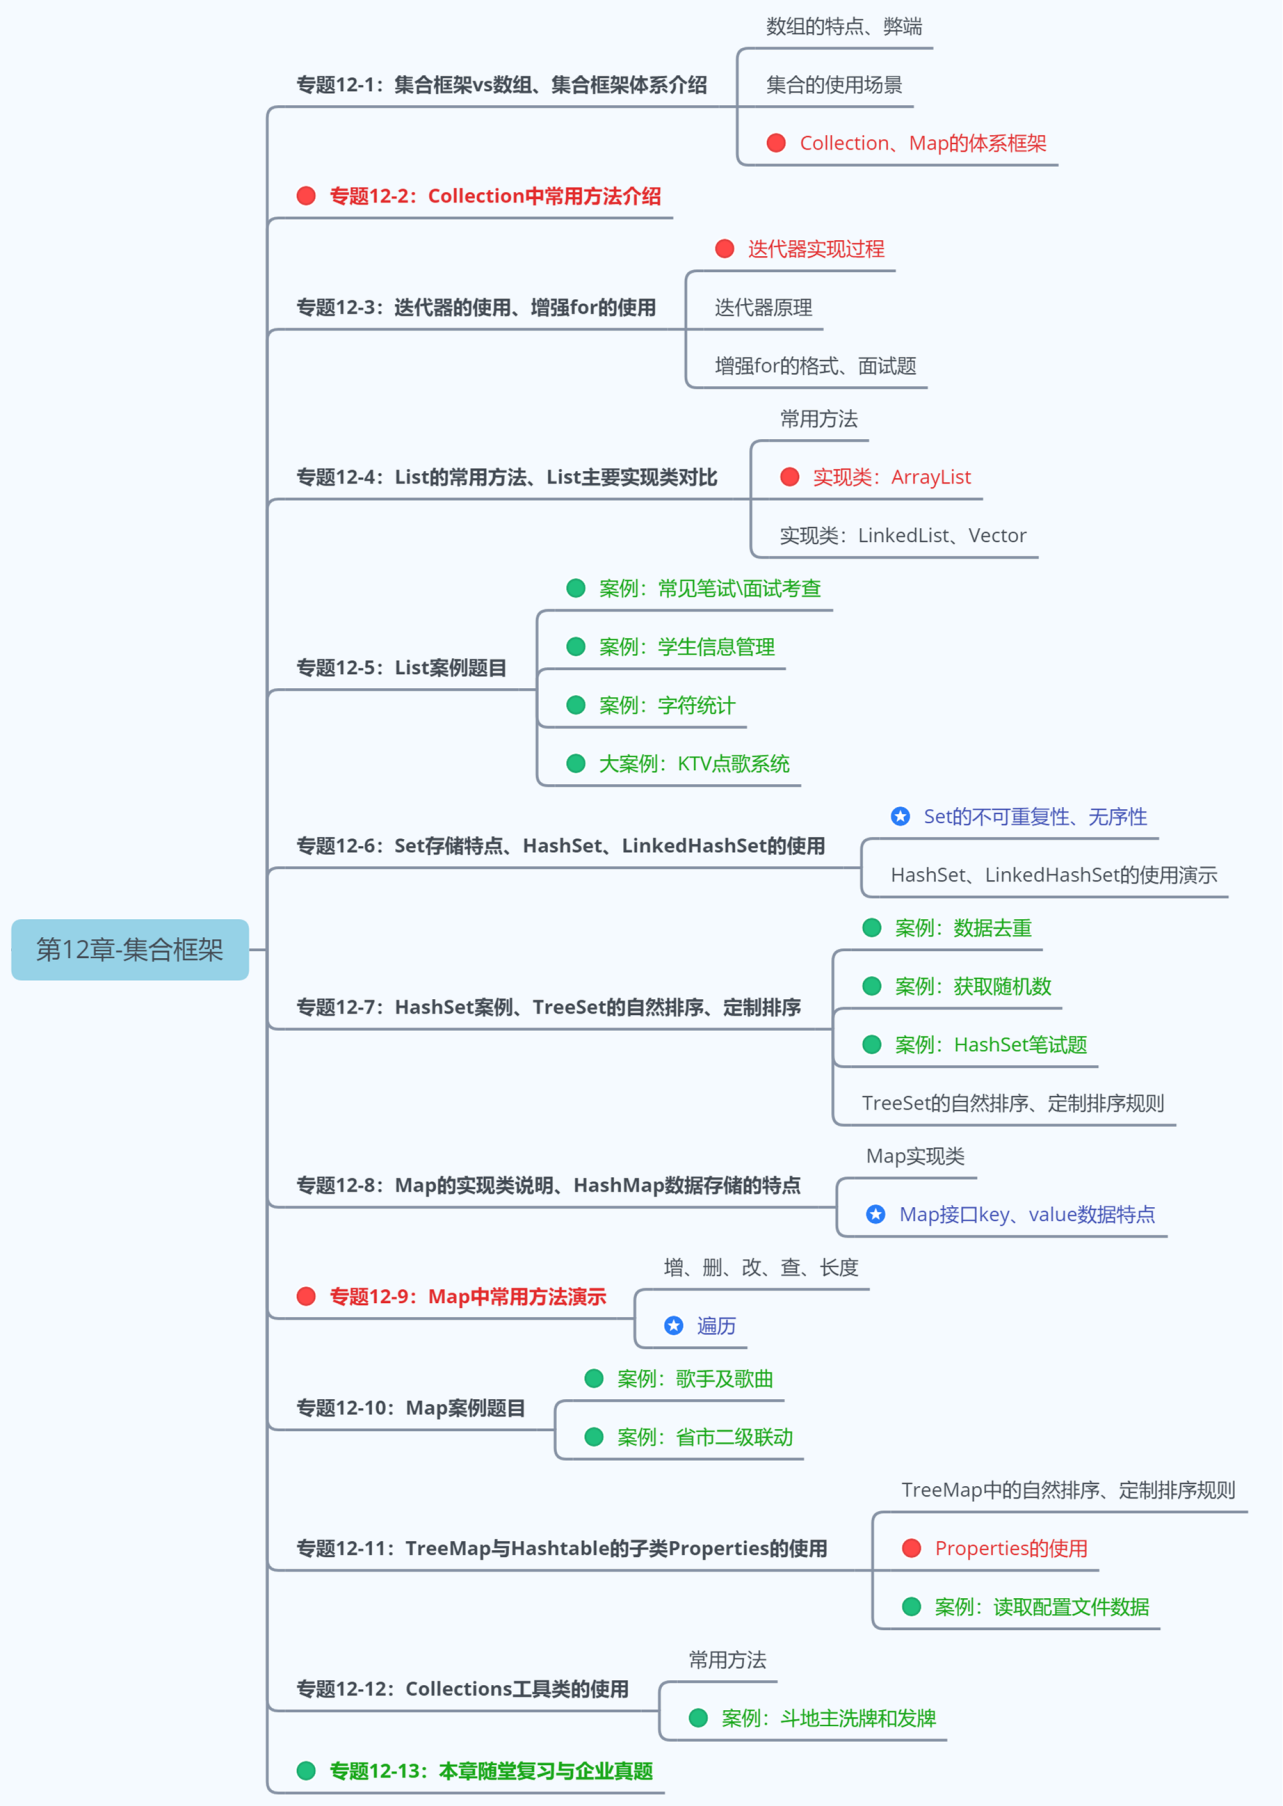 第12章-集合框架
专题12-1：集合框架vs数组、集合框架体系介绍
数组的特点、弊端
集合的使用场景
Collection、Map的体系框架
专题12-2：Collection中常用方法介绍
专题12-3：迭代器的使用、增强for的使用
迭代器实现过程
迭代器原理
增强for的格式、面试题
专题12-4：List的常用方法、List主要实现类对比
常用方法
实现类：ArrayList
实现类：LinkedList、Vector
专题12-5：List案例题目
案例：常见笔试\面试考查
案例：学生信息管理
案例：字符统计
大案例：KTV点歌系统
专题12-6：Set存储特点、HashSet、LinkedHashSet的使用
Set的不可重复性、无序性
HashSet、LinkedHashSet的使用演示
专题12-7：HashSet案例、TreeSet的自然排序、定制排序
案例：数据去重
案例：获取随机数
案例：HashSet笔试题
TreeSet的自然排序、定制排序规则
专题12-8：Map的实现类说明、HashMap数据存储的特点
Map实现类
Map接口key、value数据特点
专题12-9：Map中常用方法演示
增、删、改、查、长度
遍历
专题12-10：Map案例题目
案例：歌手及歌曲
案例：省市二级联动
专题12-11：TreeMap与Hashtable的子类Properties的使用
TreeMap中的自然排序、定制排序规则
Properties的使用
案例：读取配置文件数据
专题12-12：Collections工具类的使用
常用方法
案例：斗地主洗牌和发牌
专题12-13：本章随堂复习与企业真题